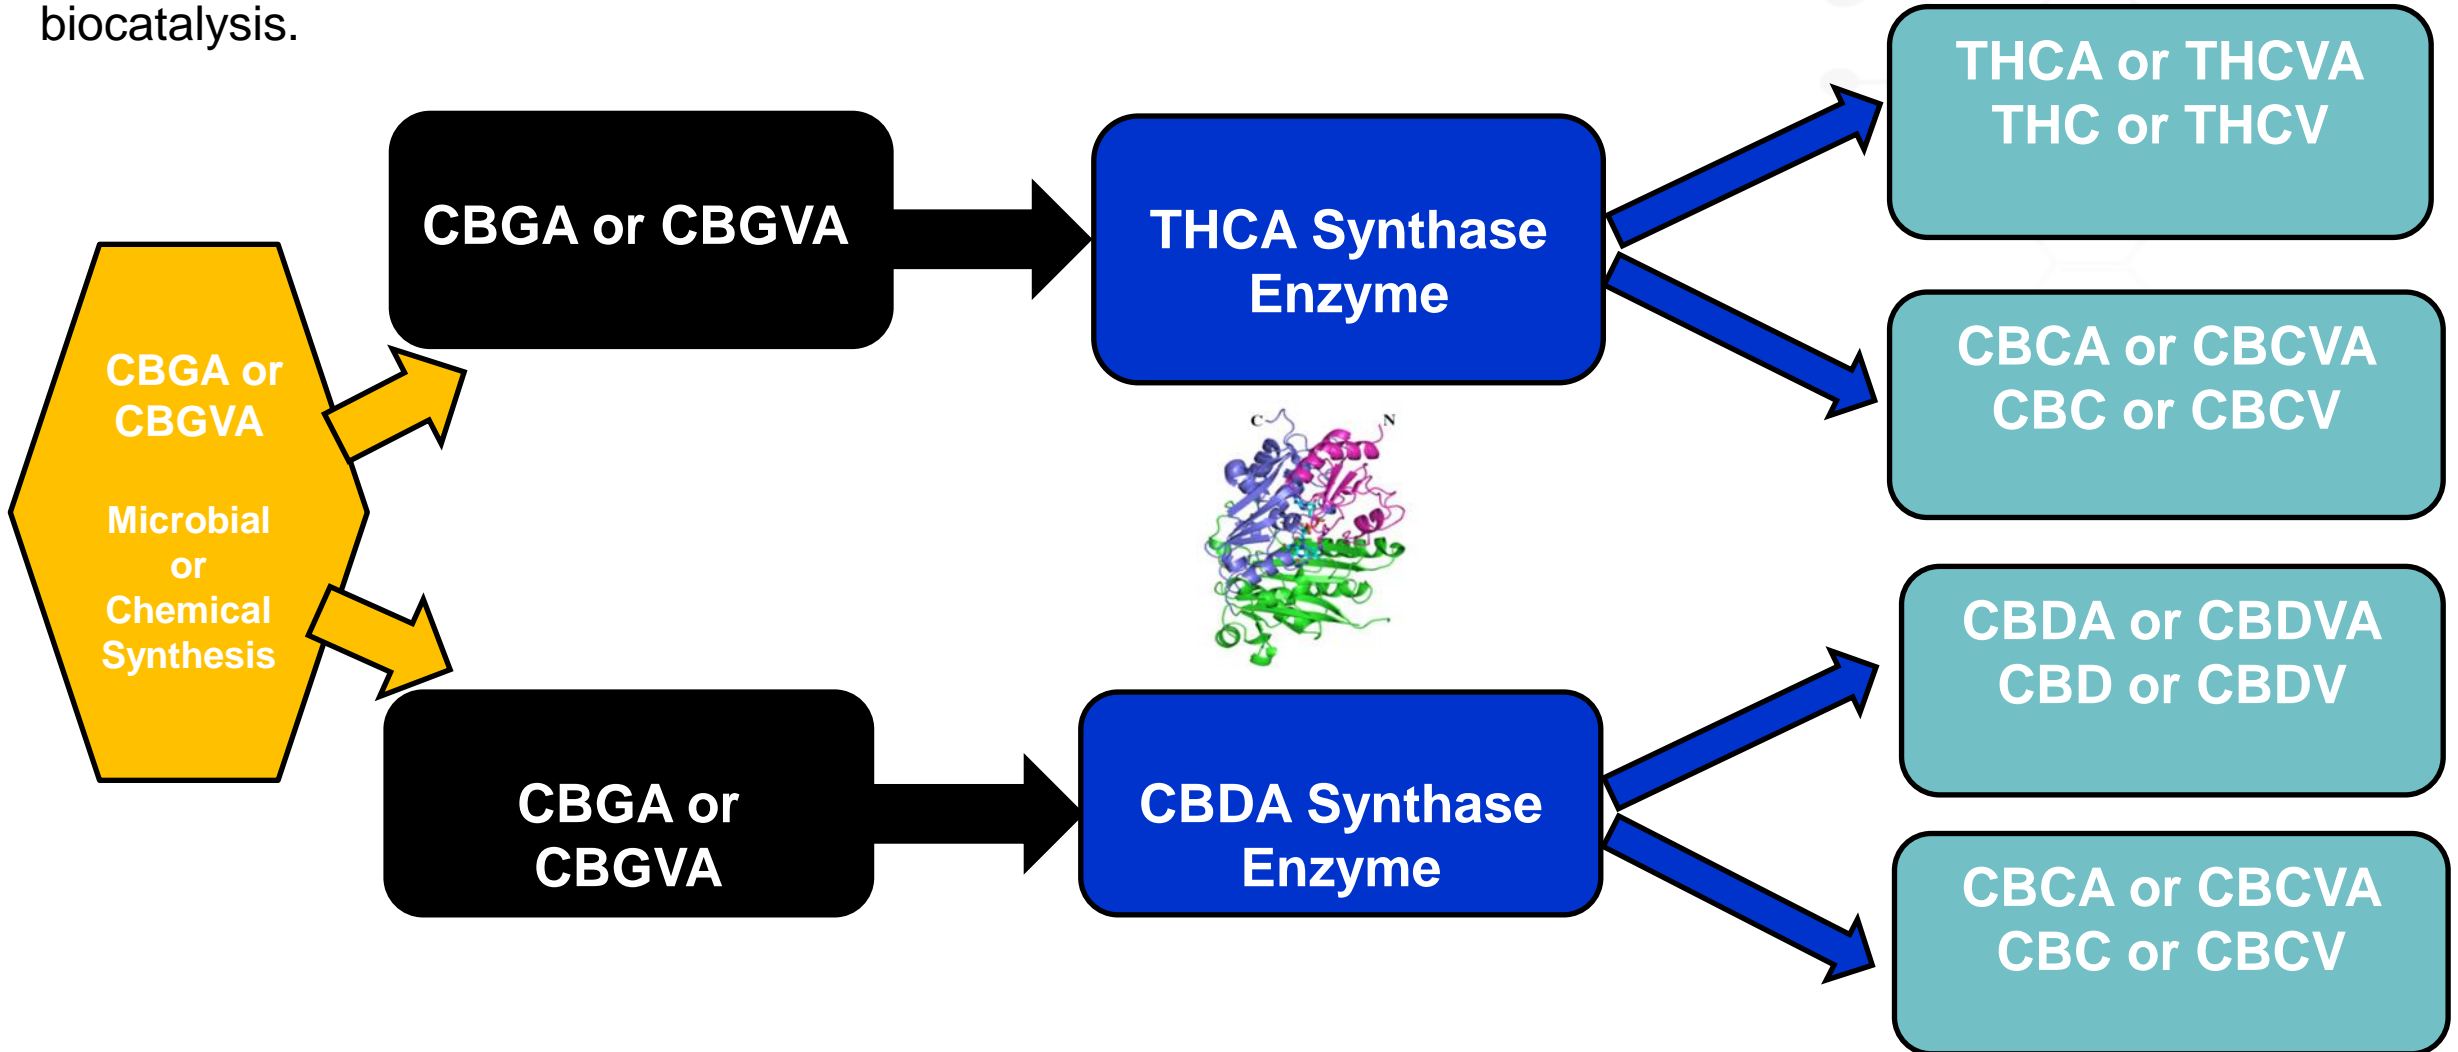 biocatalysis.
CBGA or
CBGVA
Microbial
or
Chemical
Synthesis
CBGA or CBGVA
THCA Synthase
Enzyme
THCA or THCVA
THC or THCV
CBCA or CBCVA
CBC or CBCV
C
N
CBGA or
CBGVA
CBDA Synthase
Enzyme
CBDA or CBDVA
CBD or CBDV
CBCA or CBCVA
CBC or CBCV